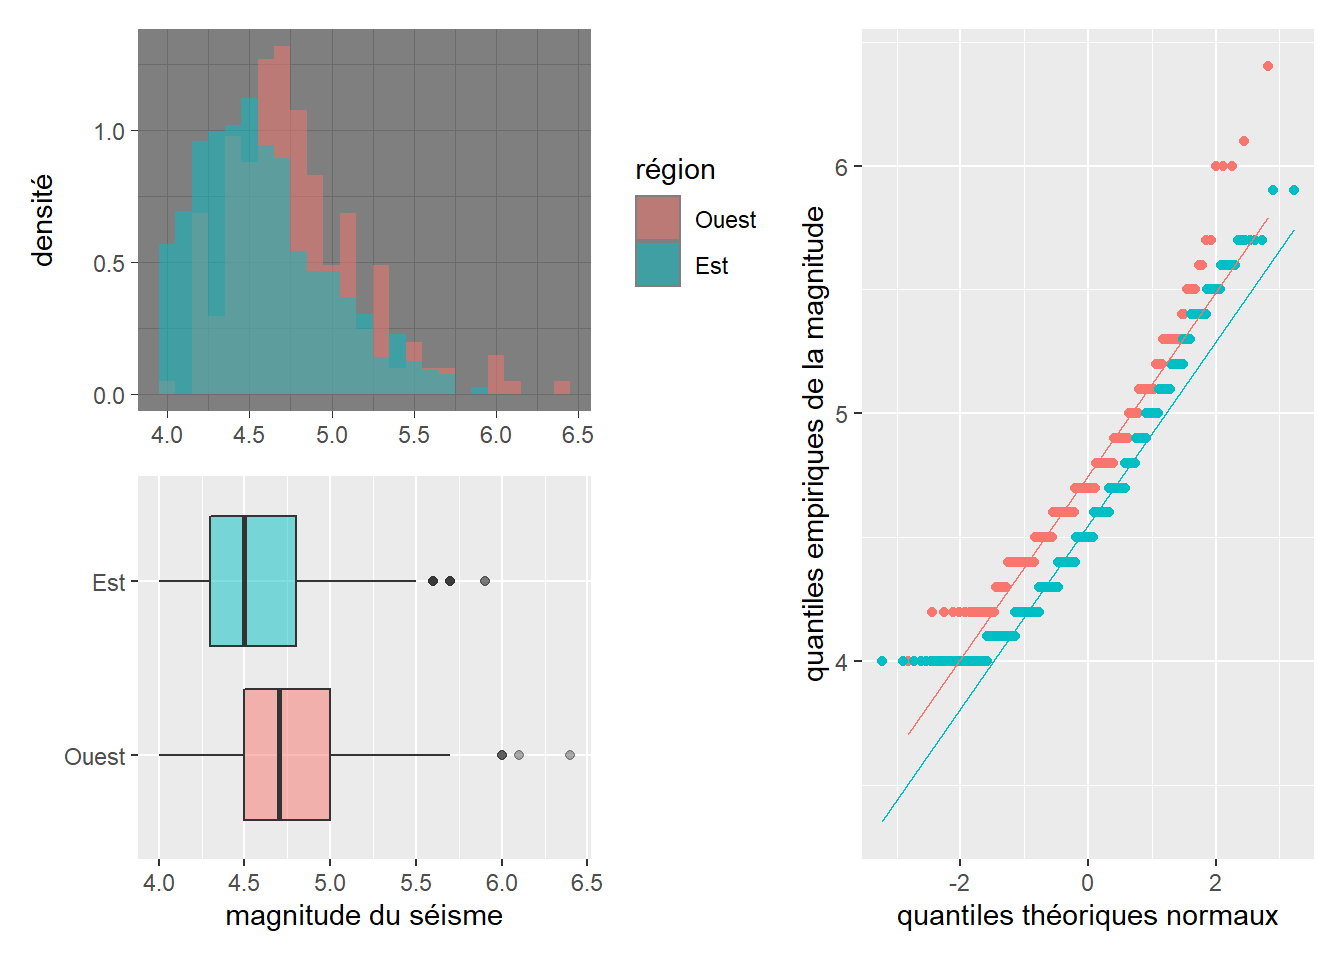 densité
1.0
0.5
0.0
4.0 4.5 5.0 5.5 6.0 6.5
région
Ouest
Est
Est
Ouest
4.0 4.5 5.0 5.5 6.0 6.5
magnitude du séisme
quantiles empiriques de la magnitude
6
5
4
-2 0 2
quantiles théoriques normaux